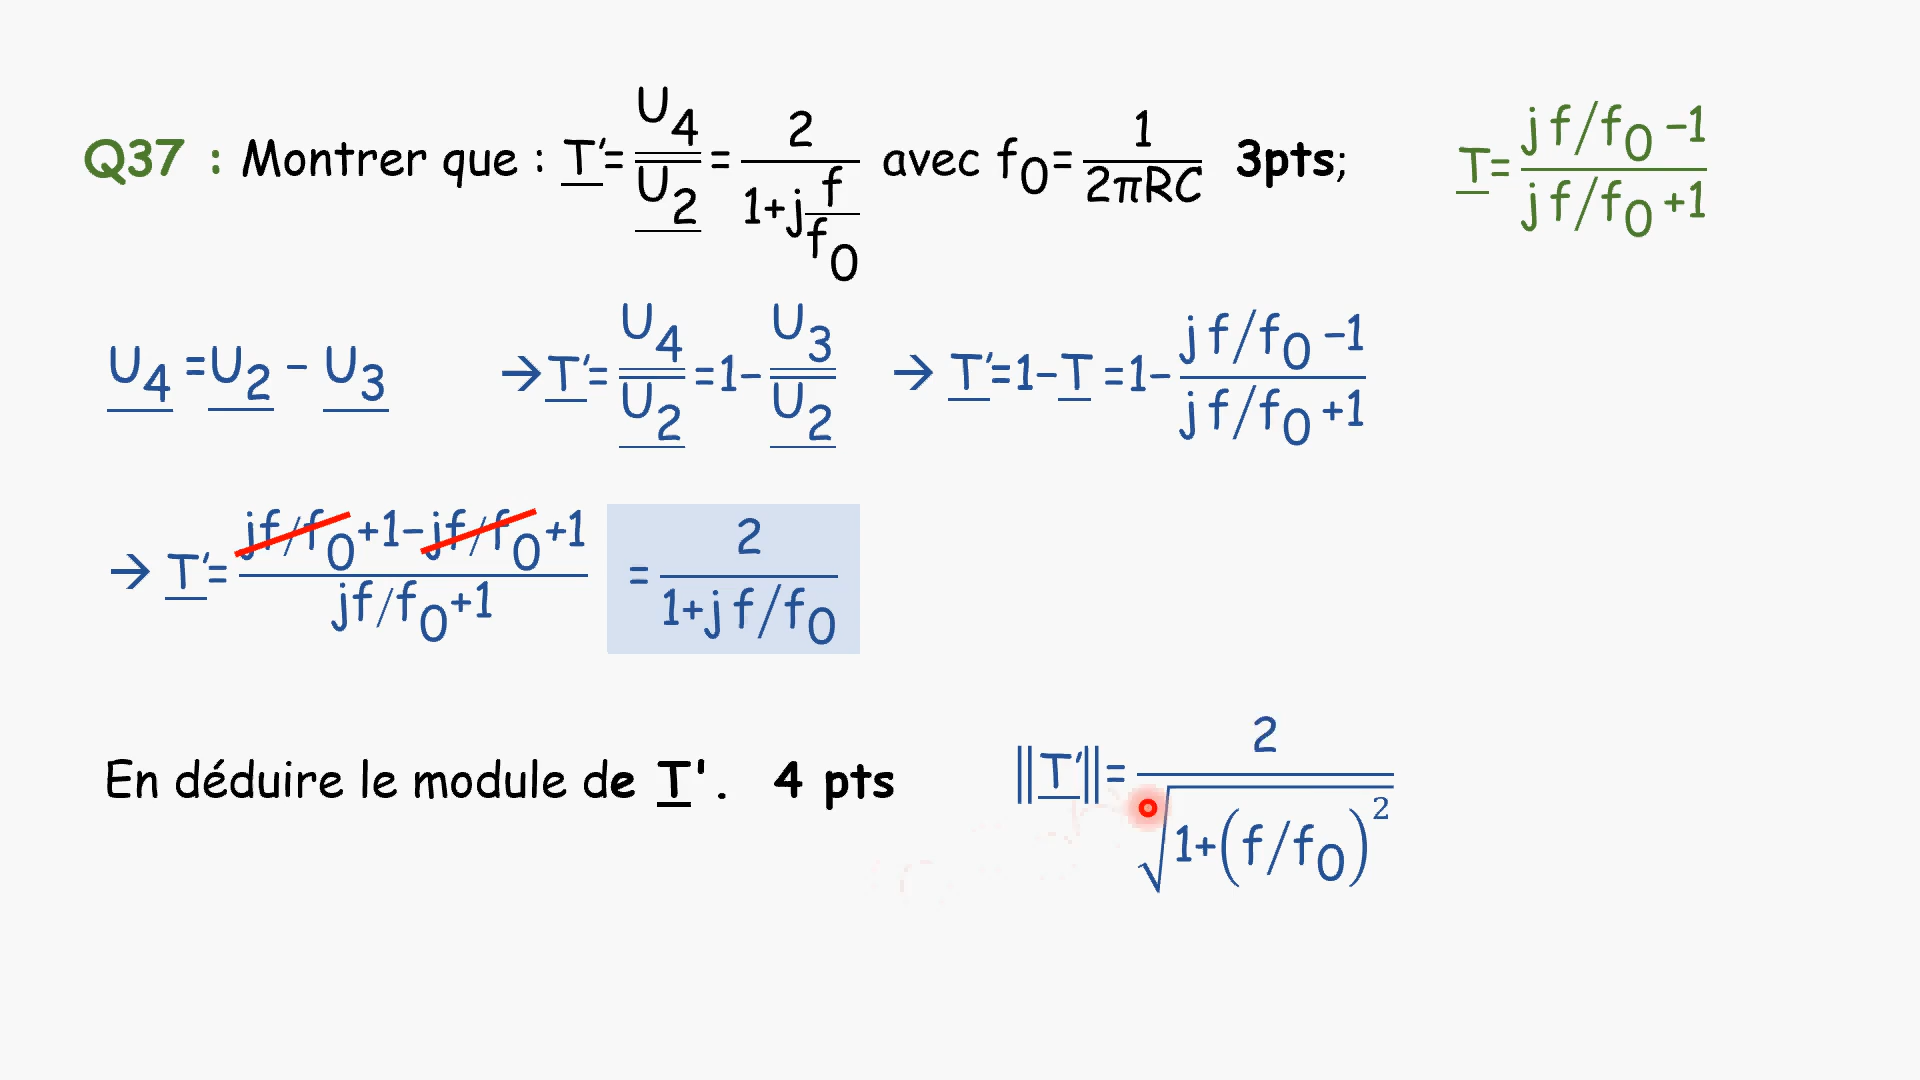 Q37 : Montrer que : T'= U4/U2 = 2/(1+j f/f0) avec f0= 1/(2πRC) 3pts; T= (j f/f0 -1)/(j f/f0 +1)
U4 =U2 - U3 → T'= U4/U2 =1- U3/U2 → T'=1-T =1- (j f/f0 -1)/(j f/f0 +1)
→ T'= (jf/f0+1-jf/f0+1)/(jf/f0+1) = 2/(1+j f/f0)
En déduire le module de T'. 4 pts ||T'||= 2/√(1+(f/f0)²)